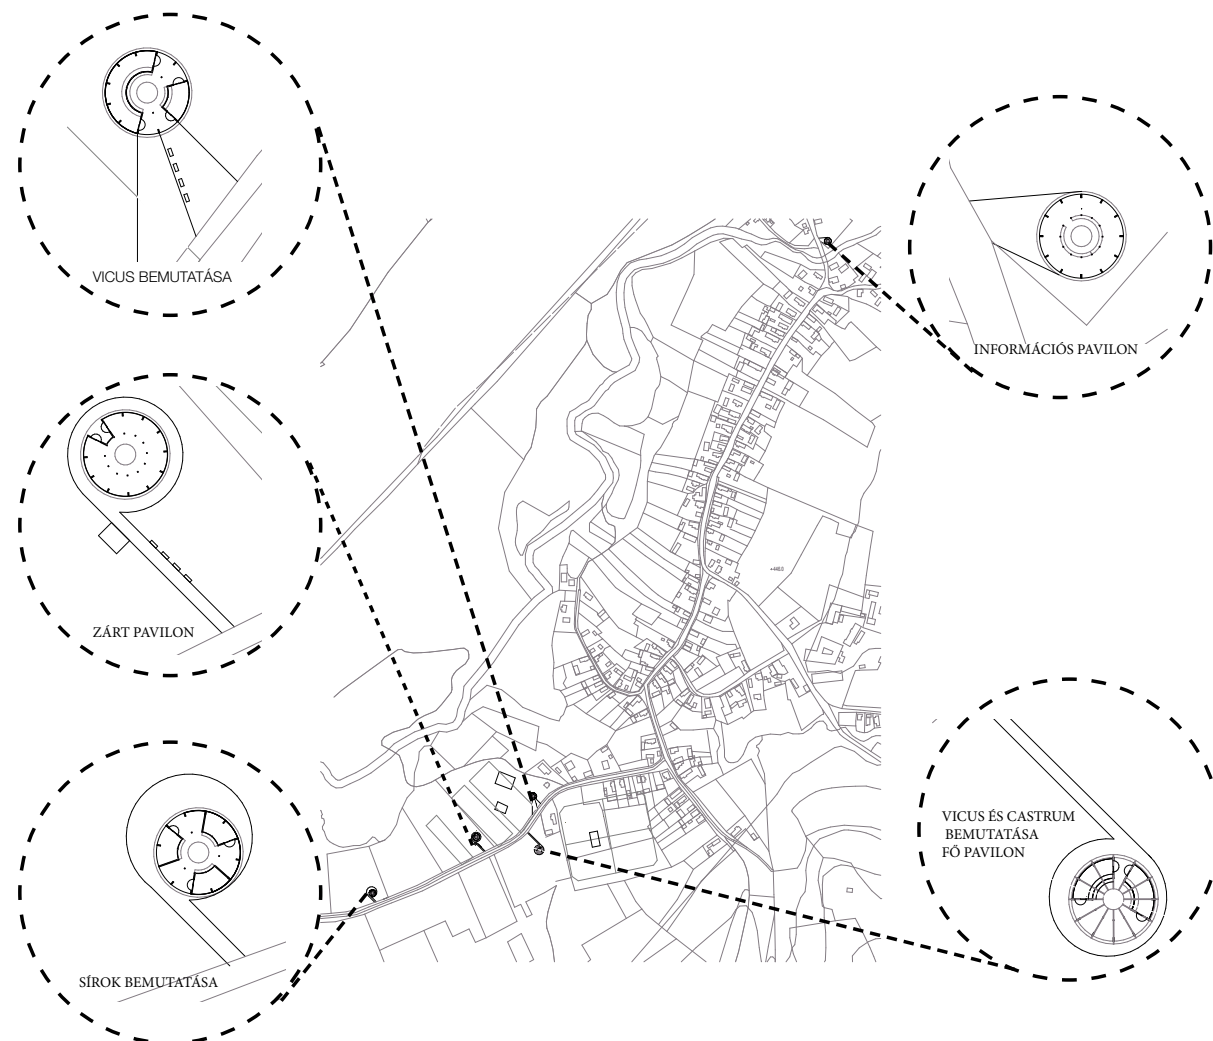 VICUS BEMUTATÁSA
INFORMÁCIÓS PAVILON
ZÁRT PAVILON
VICUS ÉS CASTRUM
BEMUTATÁSA
FŐ PAVILON
SÍROK BEMUTATÁSA